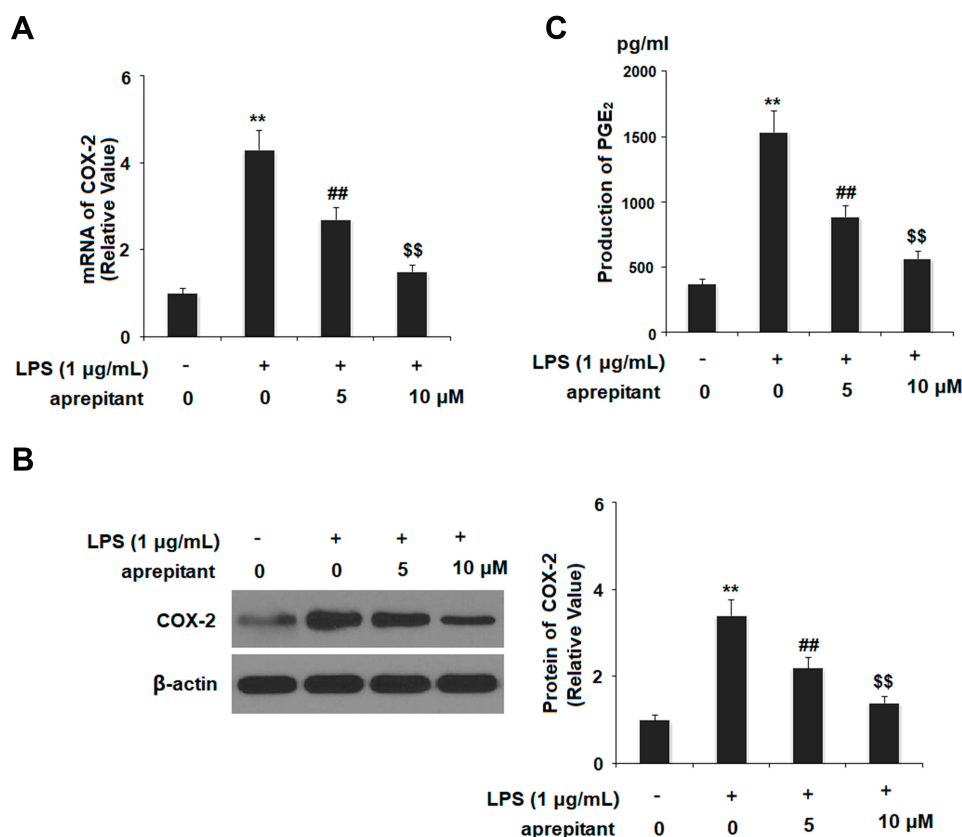 A
mRNA of COX-2
(Relative Value)
6
4
2
0
**
##
$$
LPS (1 µg/mL) - + + +
aprepitant 0 0 5 10 µM
C
pg/ml
Production of PGE₂
2000
1500
1000
500
0
**
##
$$
LPS (1 µg/mL) - + + +
aprepitant 0 0 5 10 µM
B
LPS (1 µg/mL) - + + +
aprepitant 0 0 5 10 µM
COX-2
β-actin
Protein of COX-2
(Relative Value)
6
4
2
0
**
##
$$
LPS (1 µg/mL) - + + +
aprepitant 0 0 5 10 µM